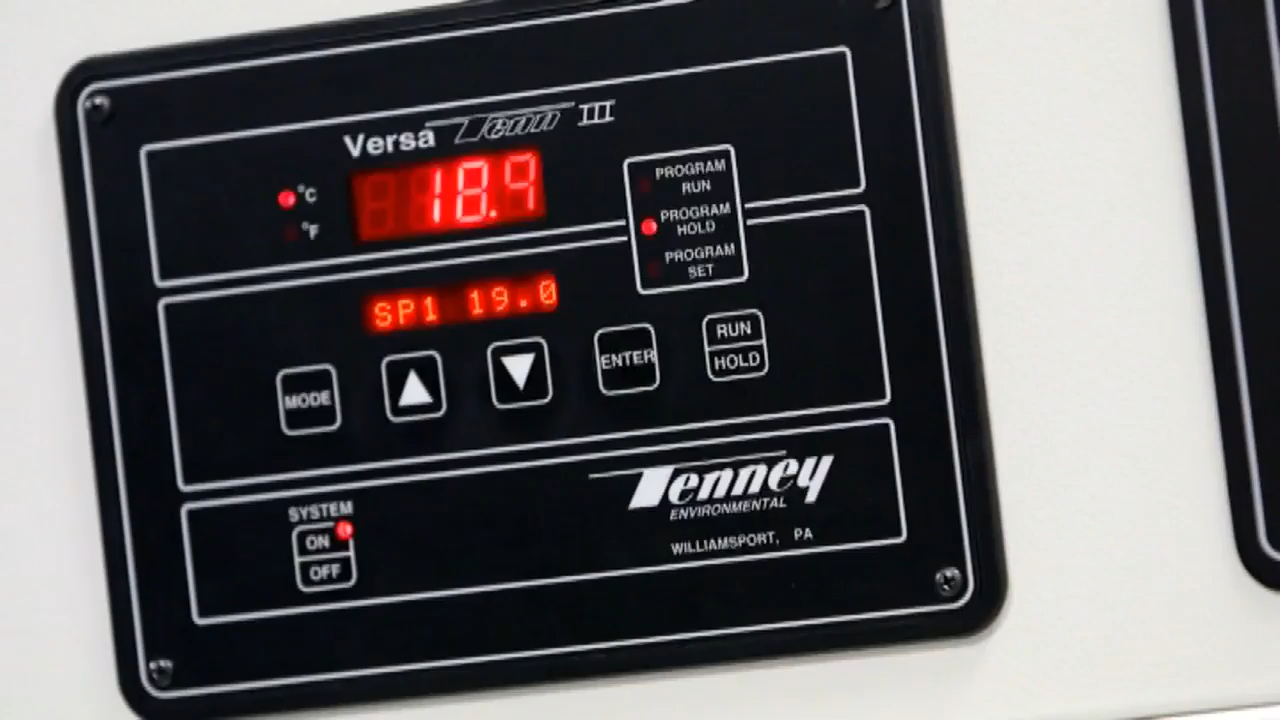 Versa Tenn III
°C
18.9
°F
PROGRAM
RUN
PROGRAM
HOLD
PROGRAM
SET
SP1 19.0
MODE
ENTER
RUN
HOLD
Tenney
ENVIRONMENTAL
WILLIAMSPORT, PA
SYSTEM
ON
OFF